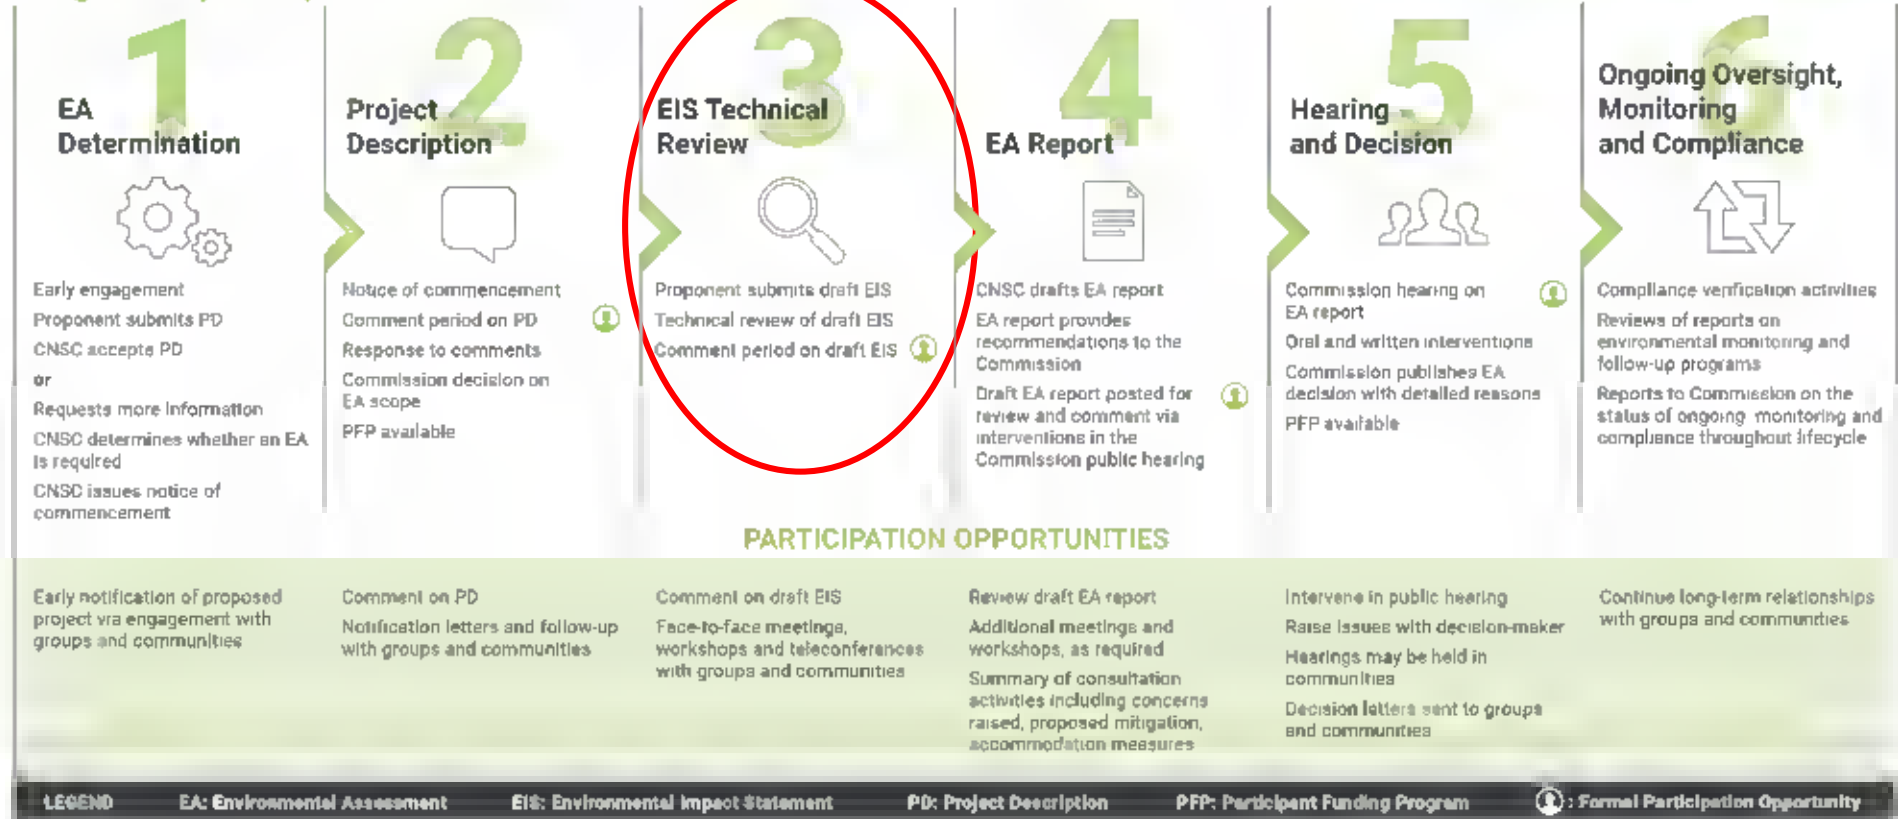 1
EA
Determination
Early engagement
Proponent submits PD
CNSC accepts PD
or
Requests more information
CNSC determines whether an EA
is required
CNSC issues notice of
commencement
2
Project
Description
Notice of commencement
Comment period on PD
Response to comments
Commission decision on
EA scope
PFP available
3
EIS Technical
Review
Proponent submits draft EIS
Technical review of draft EIS
Comment period on draft EIS
4
EA Report
CNSC drafts EA report
EA report provides
recommendations to the
Commission
Draft EA report posted for
review and comment via
interventions in the
Commission public hearing
5
Hearing
and Decision
Commission hearing on
EA report
Oral and written interventions
Commission publishes EA
decision with detailed reasons
PFP available
6
Ongoing Oversight,
Monitoring
and Compliance
Compliance verification activities
Reviews of reports on
environmental monitoring and
follow-up programs
Reports to Commission on the
status of ongoing monitoring and
compliance throughout lifecycle
PARTICIPATION OPPORTUNITIES
Early notification of proposed
project via engagement with
groups and communities
Comment on PD
Notification letters and follow-up
with groups and communities
Comment on draft EIS
Face-to-face meetings,
workshops and teleconferences
with groups and communities
Review draft EA report
Additional meetings and
workshops, as required
Summary of consultation
activities including concerns
raised, proposed mitigation,
accommodation measures
Intervene in public hearing
Raise issues with decision-maker
Hearings may be held in
communities
Decision letters sent to groups
and communities
Continue long-term relationships
with groups and communities
LEGEND EA: Environmental Assessment EIS: Environmental Impact Statement PD: Project Description PFP: Participant Funding Program : Formal Participation Opportunity